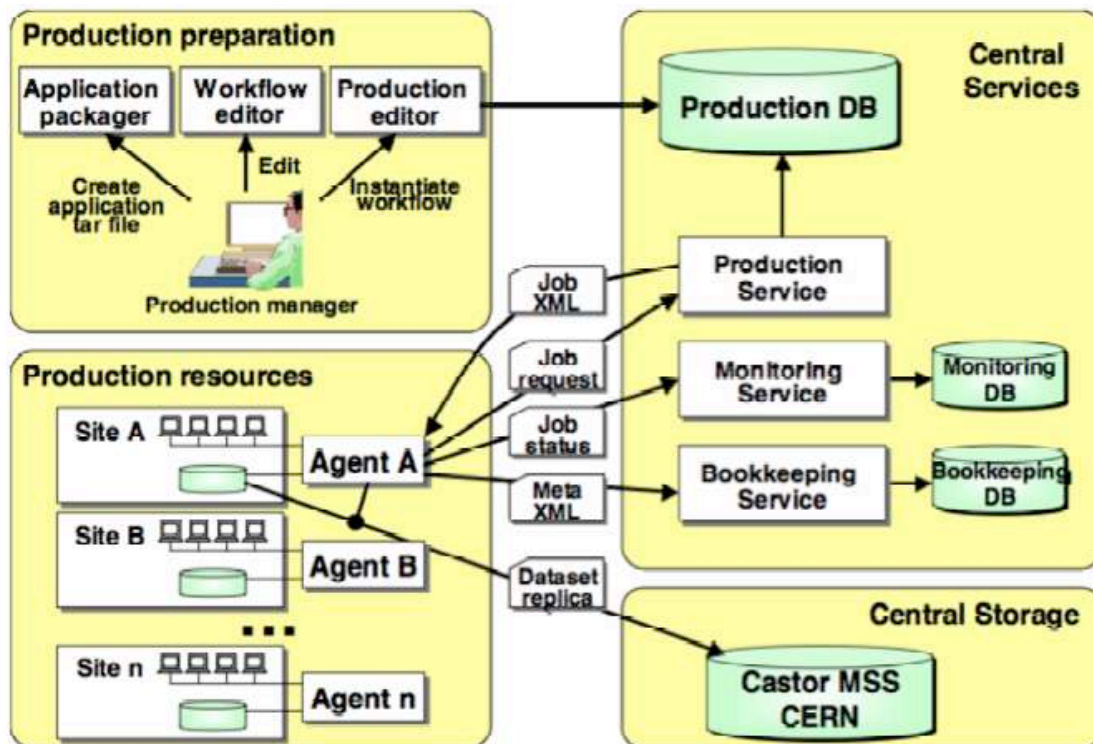 Production preparation
Application
packager
Workflow
editor
Production
editor
Create
application
tar file
Edit
Instantiate
workflow
Production manager
Central
Services
Production DB
Production
Service
Monitoring
Service
Monitoring
DB
Bookkeeping
Service
Bookkeeping
DB
Job
XML
Job
request
Job
status
Meta
XML
Dataset
replica
Production resources
Site A
Agent A
Site B
Agent B
...
Site n
Agent n
Central Storage
Castor MSS
CERN